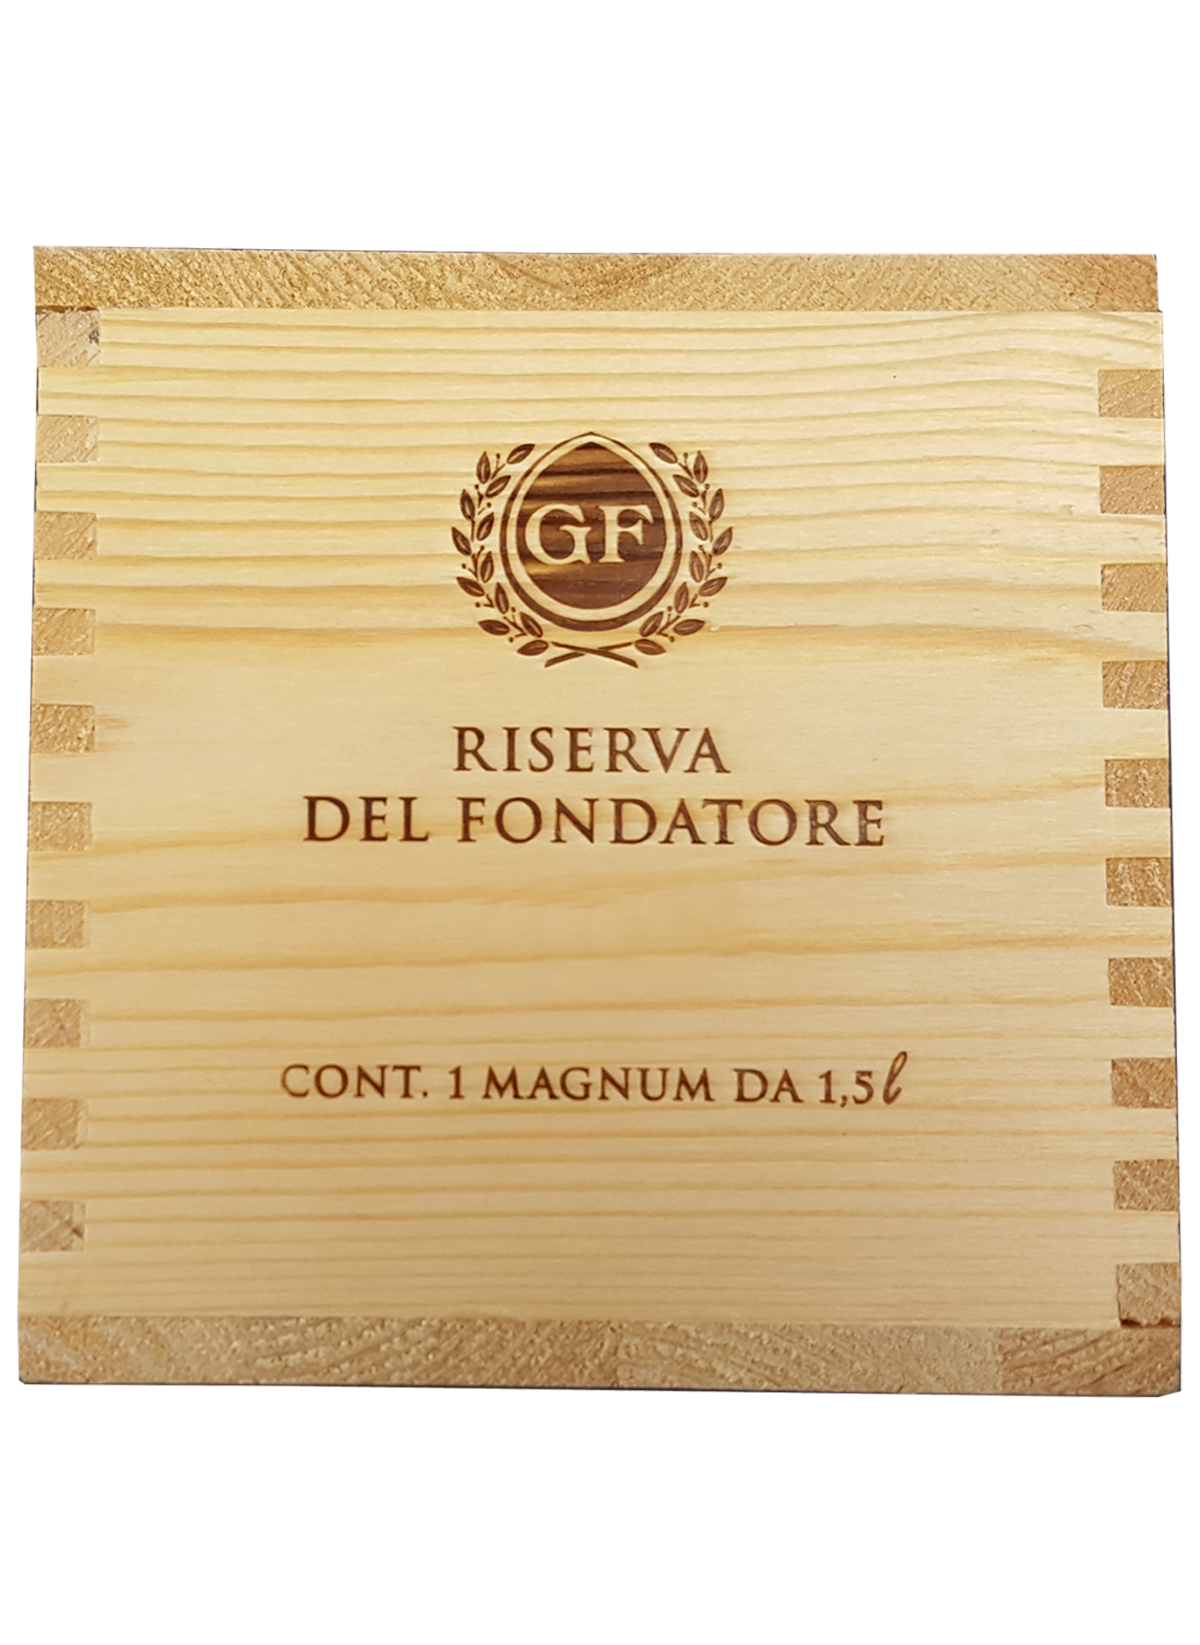 GF
RISERVA
DEL FONDATORE
CONT. 1 MAGNUM DA 1,5ℓ